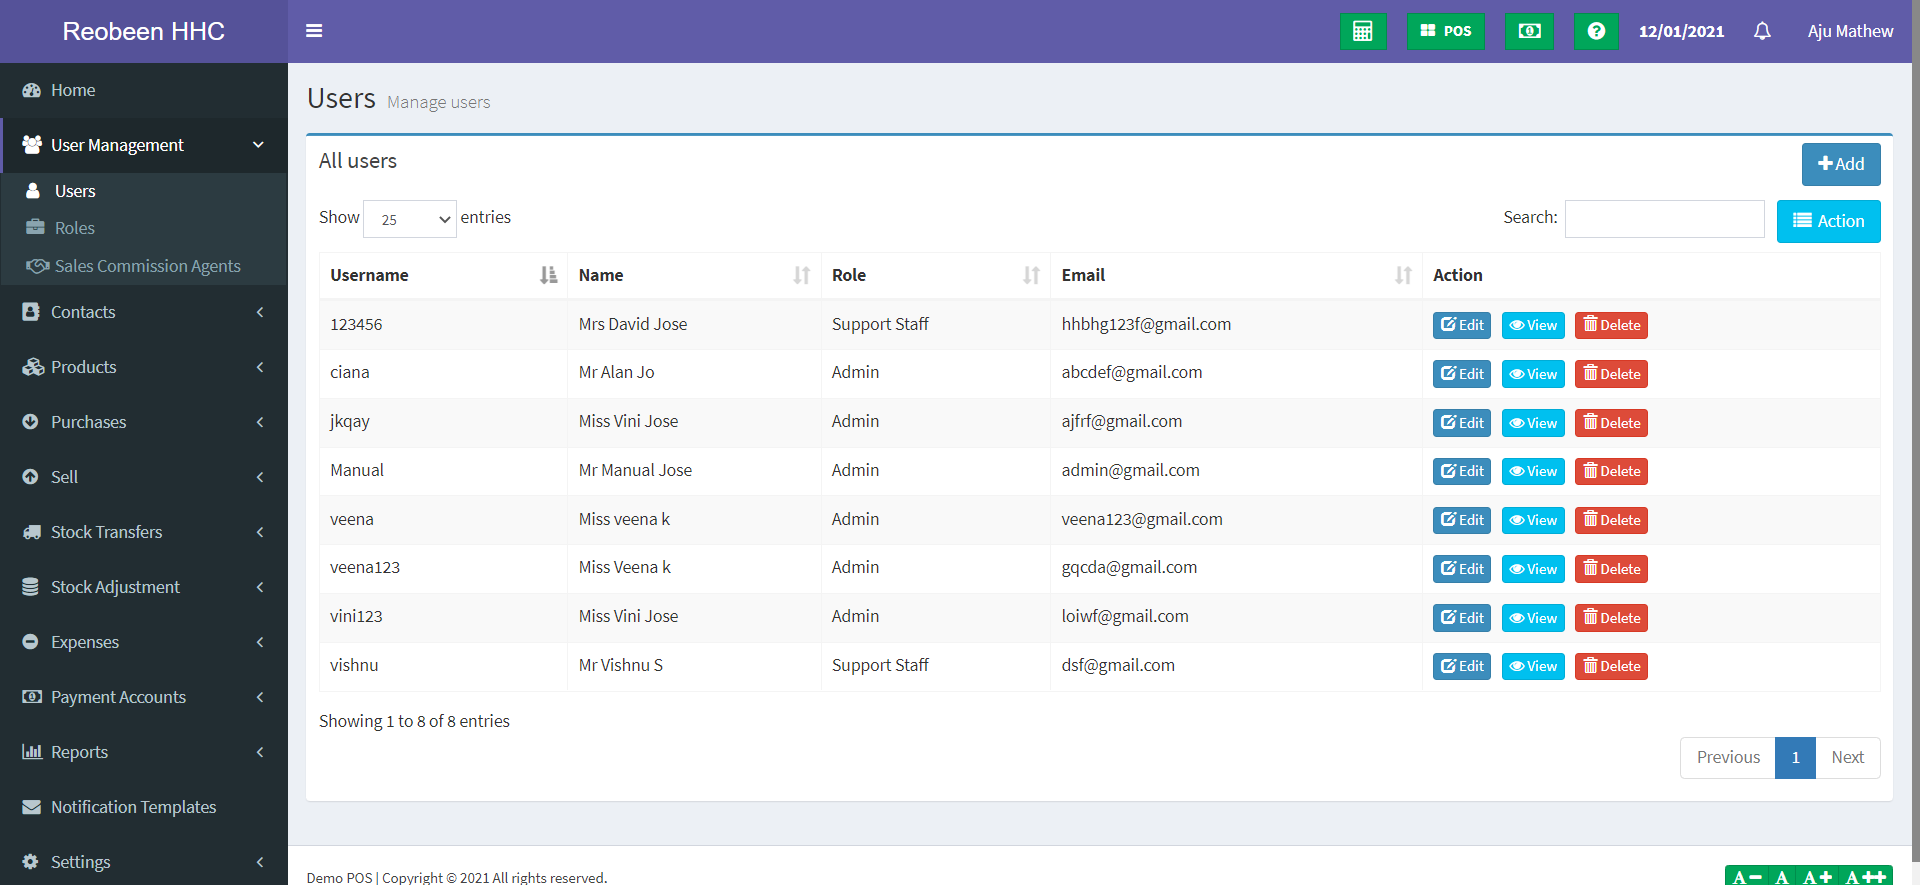 Reobeen HHC
POS
12/01/2021
Aju Mathew
Home
User Management
Users
Roles
Sales Commission Agents
Contacts
Products
Purchases
Sell
Stock Transfers
Stock Adjustment
Expenses
Payment Accounts
Reports
Notification Templates
Settings
Users Manage users
All users
Add
Show 25 entries
Search:
Action
Username Name Role Email Action
123456 Mrs David Jose Support Staff hhbhg123f@gmail.com Edit View Delete
ciana Mr Alan Jo Admin abcdef@gmail.com Edit View Delete
jkqay Miss Vini Jose Admin ajfrf@gmail.com Edit View Delete
Manual Mr Manual Jose Admin admin@gmail.com Edit View Delete
veena Miss veena k Admin veena123@gmail.com Edit View Delete
veena123 Miss Veena k Admin gqcda@gmail.com Edit View Delete
vini123 Miss Vini Jose Admin loiwf@gmail.com Edit View Delete
vishnu Mr Vishnu S Support Staff dsf@gmail.com Edit View Delete
Showing 1 to 8 of 8 entries
Previous 1 Next
Demo POS | Copyright © 2021 All rights reserved.
A- A A+ A++